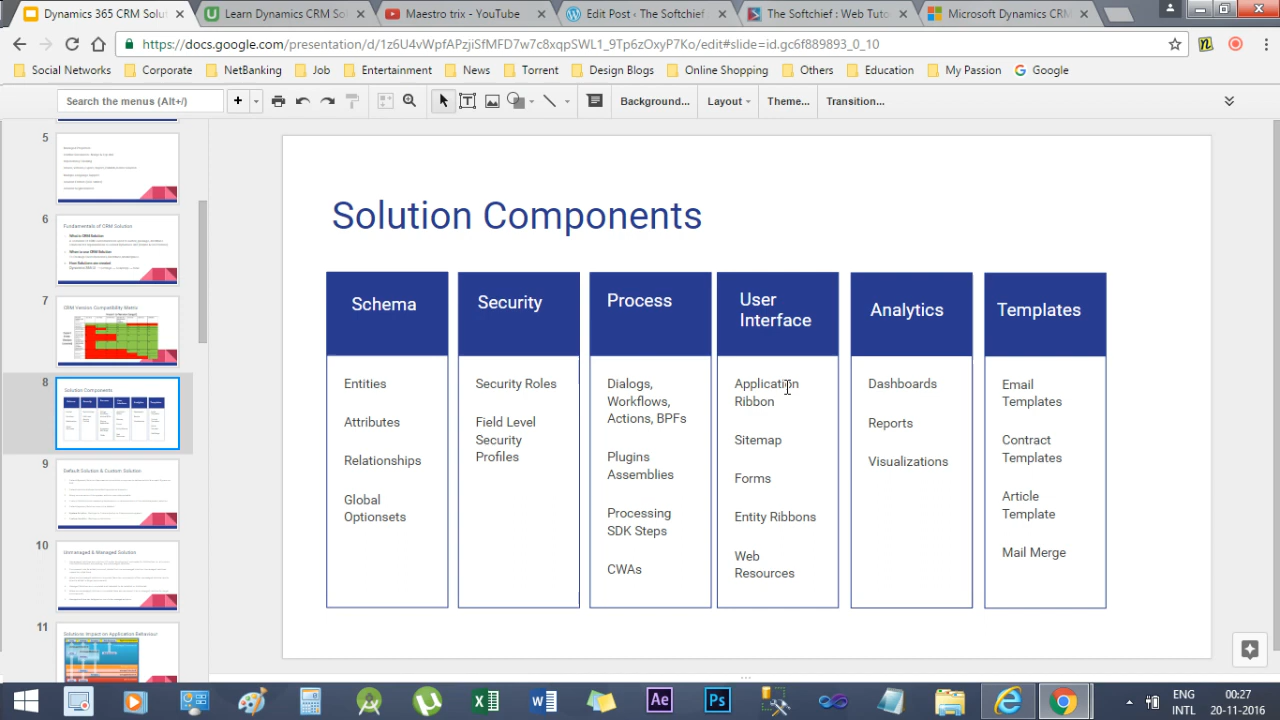 Dynamics 365 CRM Solu
Learn Dynamics CRM Sol
Maestro tri - YouTube
Edit Post ‹ The Softchief
The Softchief : Web Tuto
Microsoft Dynamics CRM
https://docs.google.com/presentation/d/1z6U4vWpfAPzjiSfMFD7w7c8xqpSWL1_9Tp6zOxyP7Ko/edit#slide=id.gc6f889893_0_10
Social Networks
Corporate
NetBanking
Job
Entertainment
News
Torrent
Design Blogs
Online Shopping
Others
Education
My Passion
Google
Search the menus (Alt+/)
Background...
Layout
Theme...
Transition...
5
6
Fundamentals of CRM Solution
7
CRM Version Compatibility Matrix
8
Solution Components
9
Default Solution & Custom Solution
10
Unmanaged & Managed Solution
11
Solutions Impact on Application Behaviour
Solution Components
Schema
Entities
Attributes
Relationships
Global
Optionsets
Security
Security Roles
Field Level
Security
Profiles
Process
Dialogs,
Workflows,
Actions, BPFs
Plugins
Assemblies
Processing
SDK Steps
CWAs
User
Interface
Application
Ribbon
Sitemap
Forms
Entity Ribbons
Web
Resources
Analytics
Dashboards
Reports
Visualizations
Templates
Email
Templates
Contract
Templates
Article
Template
Mail Merge
ENG
INTL
00:27
20-11-2016